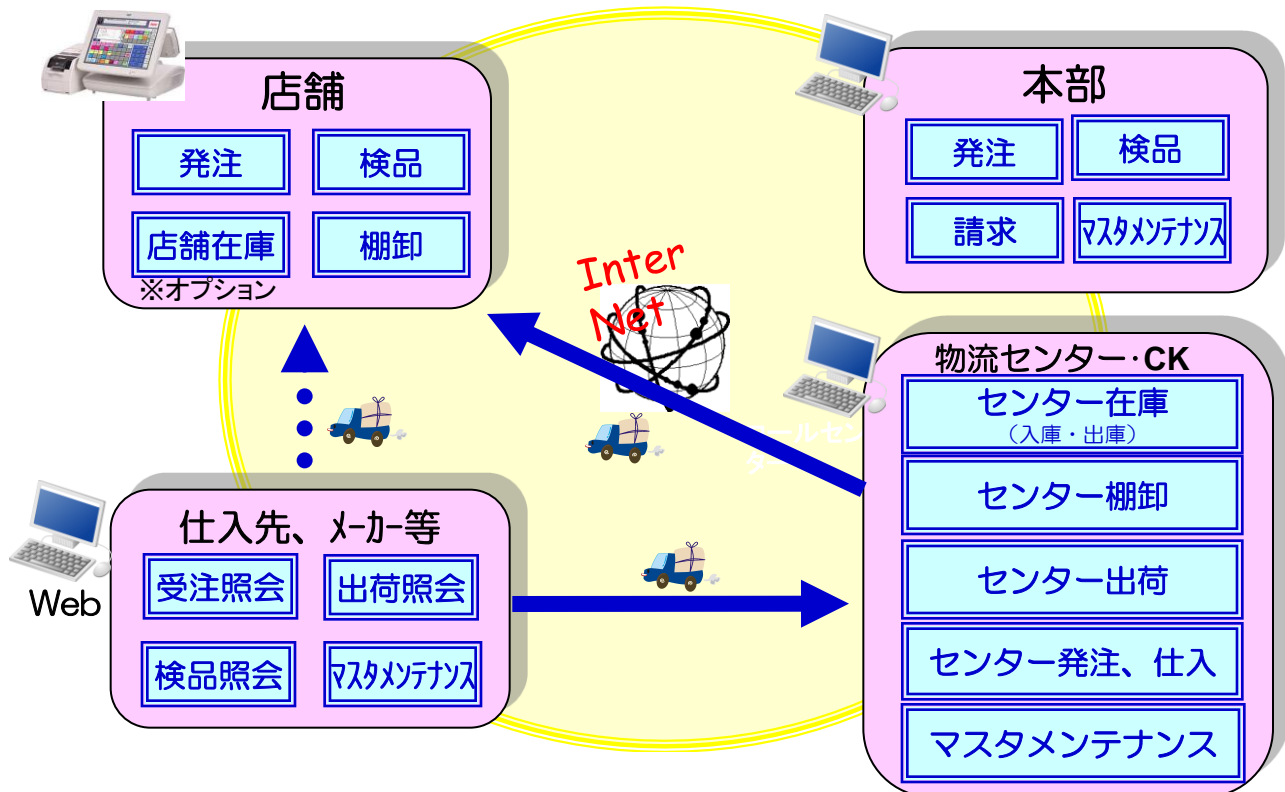 店舗
発注
検品
店舗在庫
棚卸
※オプション
本部
発注
検品
請求
マスタメンテナンス
Inter
Net
物流センター・CK
センター在庫
（入庫・出庫）
センター棚卸
センター出荷
センター発注、仕入
マスタメンテナンス
仕入先、メーカー等
受注照会
出荷照会
検品照会
マスタメンテナンス
Web